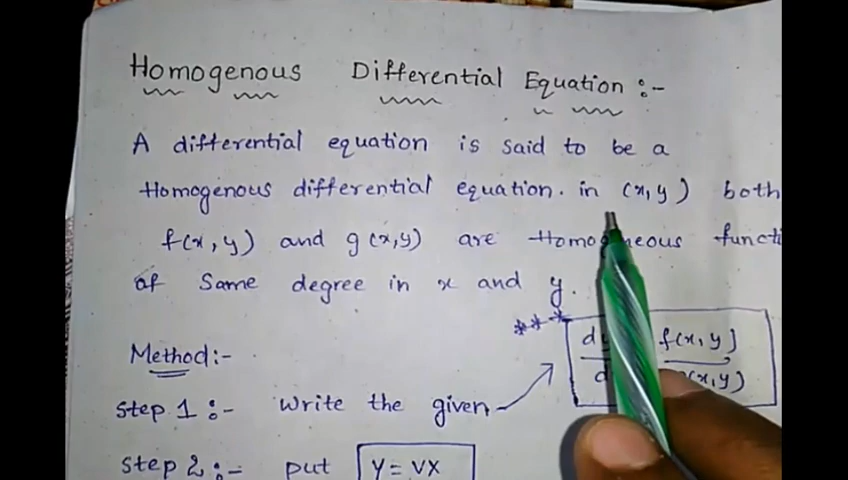 Homogenous Differential Equation :-
A differential equation is said to be a
Homogenous differential equation. in (x,y) both
f(x,y) and g(x,y) are Homogeneous
of Same degree in x and y.
*** f(x,y)
(x,y)
Method:-
Step 1 :- Write the given
Step 2 :- put y = vx